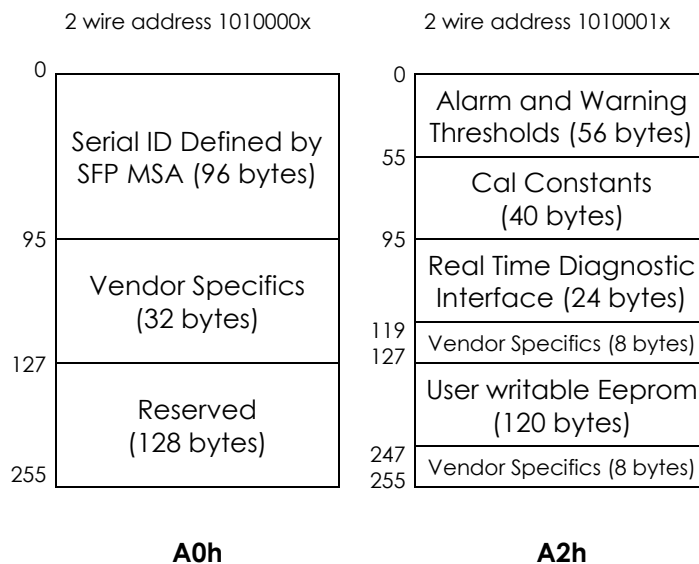 2 wire address 1010000x
0
Serial ID Defined by
SFP MSA (96 bytes)
95
Vendor Specifics
(32 bytes)
127
Reserved
(128 bytes)
255
A0h
2 wire address 1010001x
0
Alarm and Warning
Thresholds (56 bytes)
55
Cal Constants
(40 bytes)
95
Real Time Diagnostic
Interface (24 bytes)
119
Vendor Specifics (8 bytes)
127
User writable Eeprom
(120 bytes)
247
Vendor Specifics (8 bytes)
255
A2h